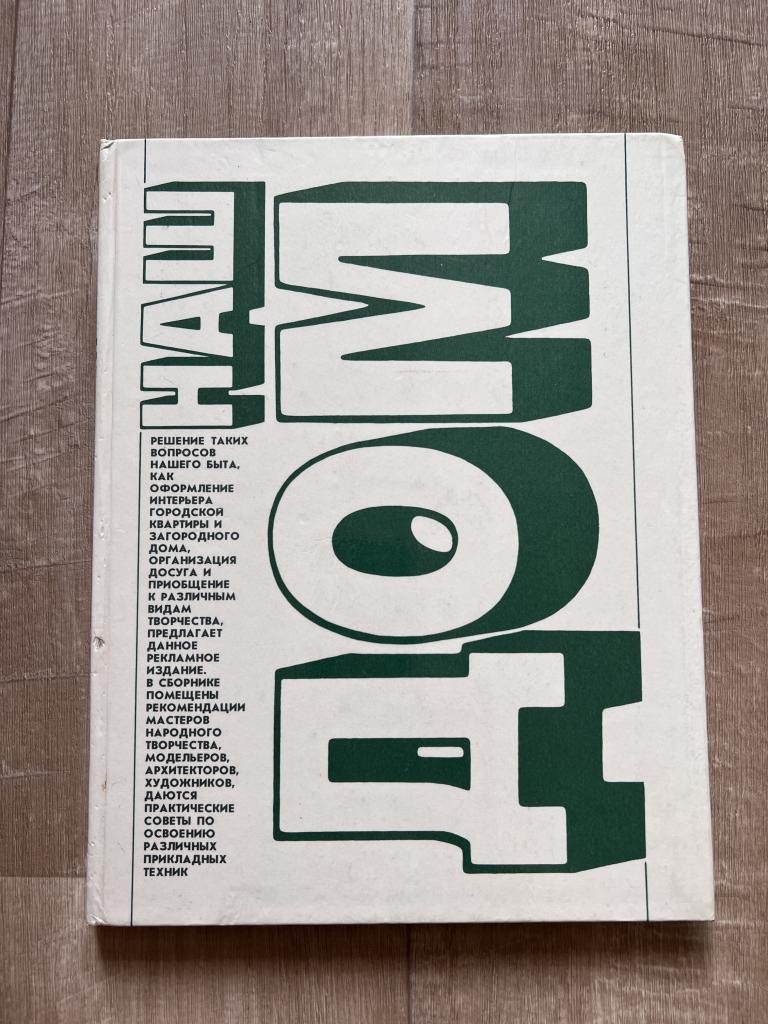 НАШ
ДОМ
РЕШЕНИЕ ТАКИХ
ВОПРОСОВ
НАШЕГО БЫТА,
КАК
ОФОРМЛЕНИЕ
ИНТЕРЬЕРА
ГОРОДСКОЙ
КВАРТИРЫ И
ЗАГОРОДНОГО
ДОМА,
ОРГАНИЗАЦИЯ
ДОСУГА И
ПРИОБЩЕНИЕ
К РАЗЛИЧНЫМ
ВИДАМ
ТВОРЧЕСТВА,
ПРЕДЛАГАЕТ
ДАННОЕ
РЕКЛАМНОЕ
ИЗДАНИЕ.
В СБОРНИКЕ
ПОМЕЩЕНЫ
РЕКОМЕНДАЦИИ
МАСТЕРОВ
НАРОДНОГО
ТВОРЧЕСТВА,
МОДЕЛЬЕРОВ,
АРХИТЕКТОРОВ,
ХУДОЖНИКОВ,
ДАЮТСЯ
ПРАКТИЧЕСКИЕ
СОВЕТЫ ПО
ОСВОЕНИЮ
РАЗЛИЧНЫХ
ПРИКЛАДНЫХ
ТЕХНИК